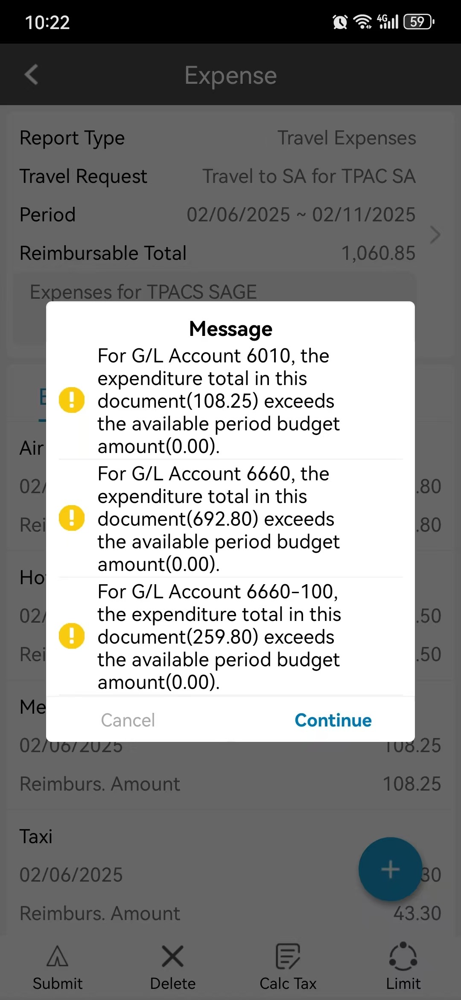 10:22
4G
59
Expense
Report Type Travel Expenses
Travel Request Travel to SA for TPAC SA
Period 02/06/2025 ~ 02/11/2025
Reimbursable Total 1,060.85
Expenses for TPACS SAGE
Message
For G/L Account 6010, the
expenditure total in this
document(108.25) exceeds
the available period budget
amount(0.00).
For G/L Account 6660, the
expenditure total in this
document(692.80) exceeds
the available period budget
amount(0.00).
For G/L Account 6660-100,
the expenditure total in this
document(259.80) exceeds
the available period budget
amount(0.00).
Cancel Continue
Air
02/ .80
Rei .80
Ho
02/ .50
Rei .50
Me
02/06/2025 108.25
Reimburs. Amount 108.25
Taxi
02/06/2025 30
Reimburs. Amount 43.30
Submit Delete Calc Tax Limit